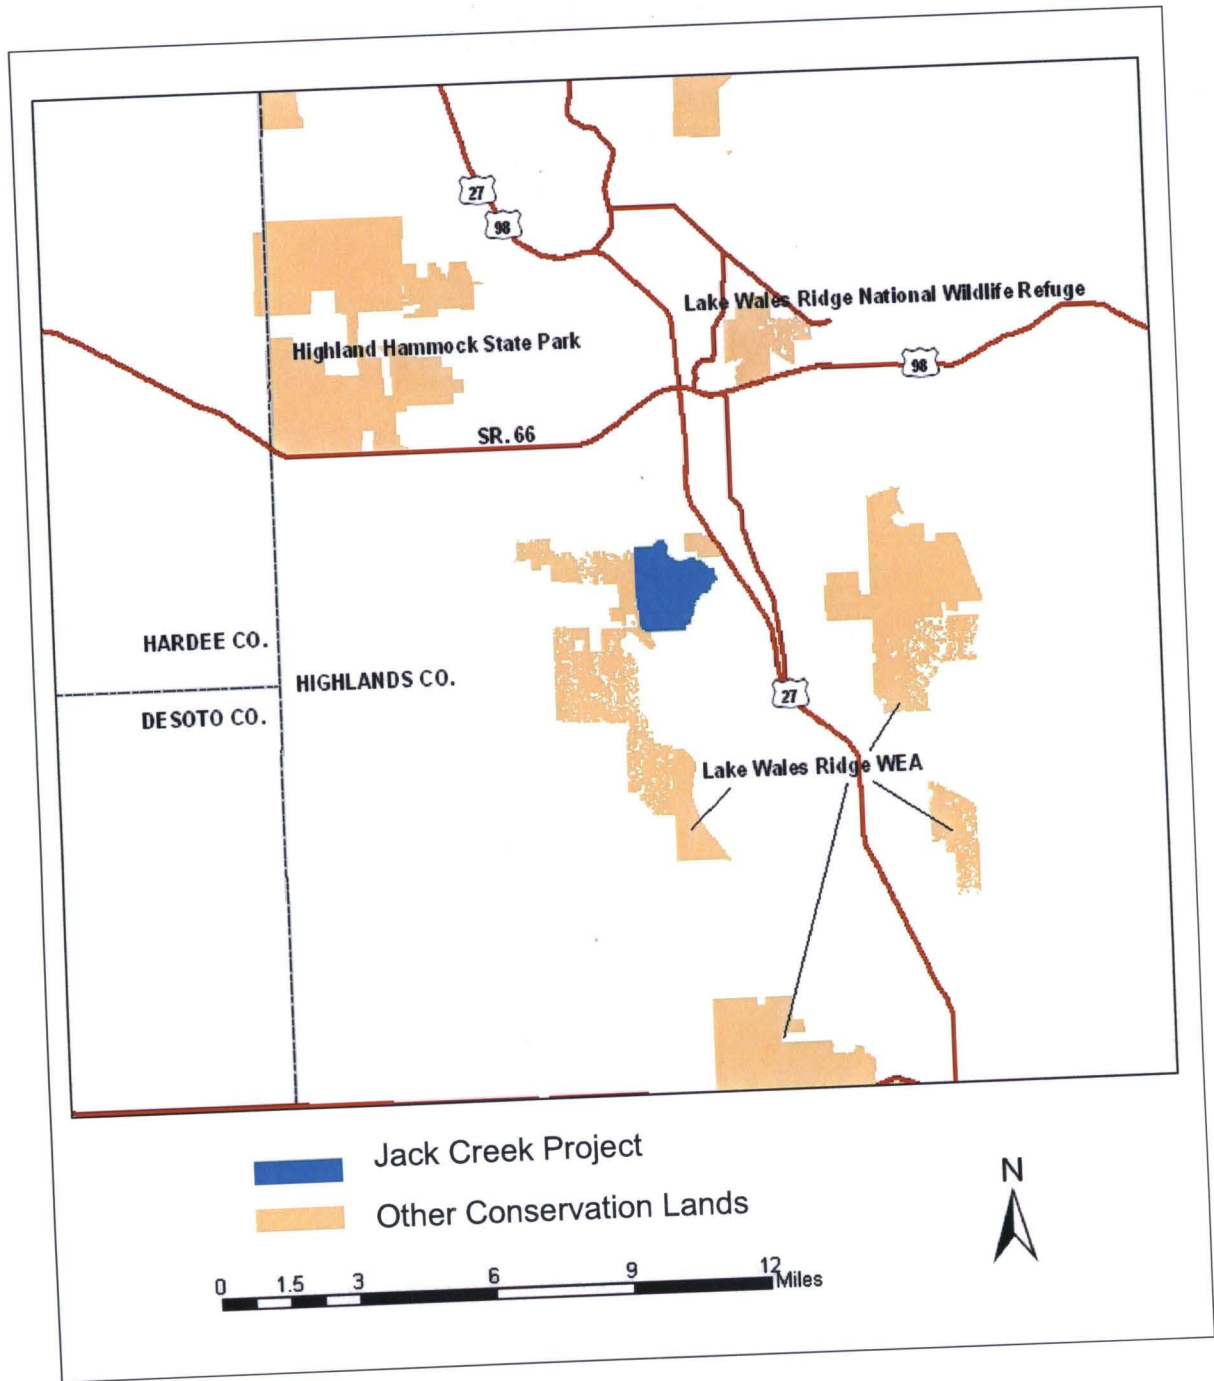 27
98
Lake Wales Ridge National Wildlife Refuge
Highland Hammock State Park
98
SR. 66
HARDEE CO.
HIGHLANDS CO.
DESOTO CO.
27
Lake Wales Ridge WEA
Jack Creek Project
Other Conservation Lands
N
0 1.5 3 6 9 12 Miles